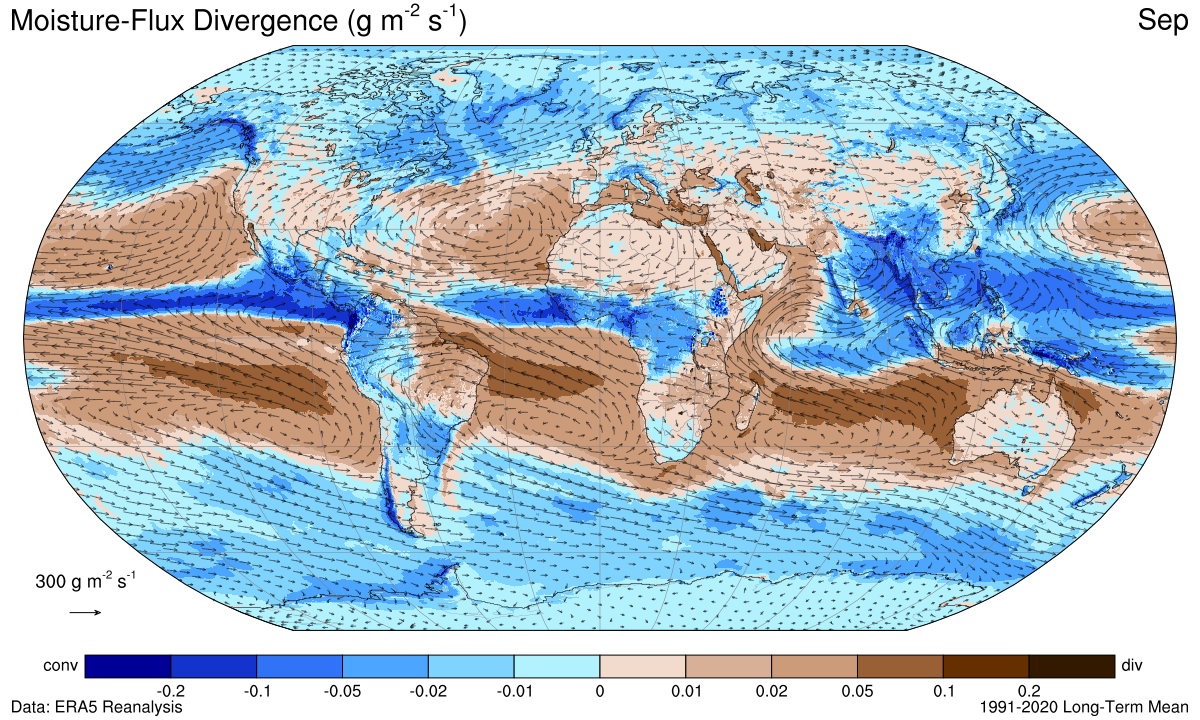 Moisture-Flux Divergence (g m⁻² s⁻¹)
Sep
300 g m⁻² s⁻¹
conv
div
-0.2 -0.1 -0.05 -0.02 -0.01 0 0.01 0.02 0.05 0.1 0.2
Data: ERA5 Reanalysis
1991-2020 Long-Term Mean